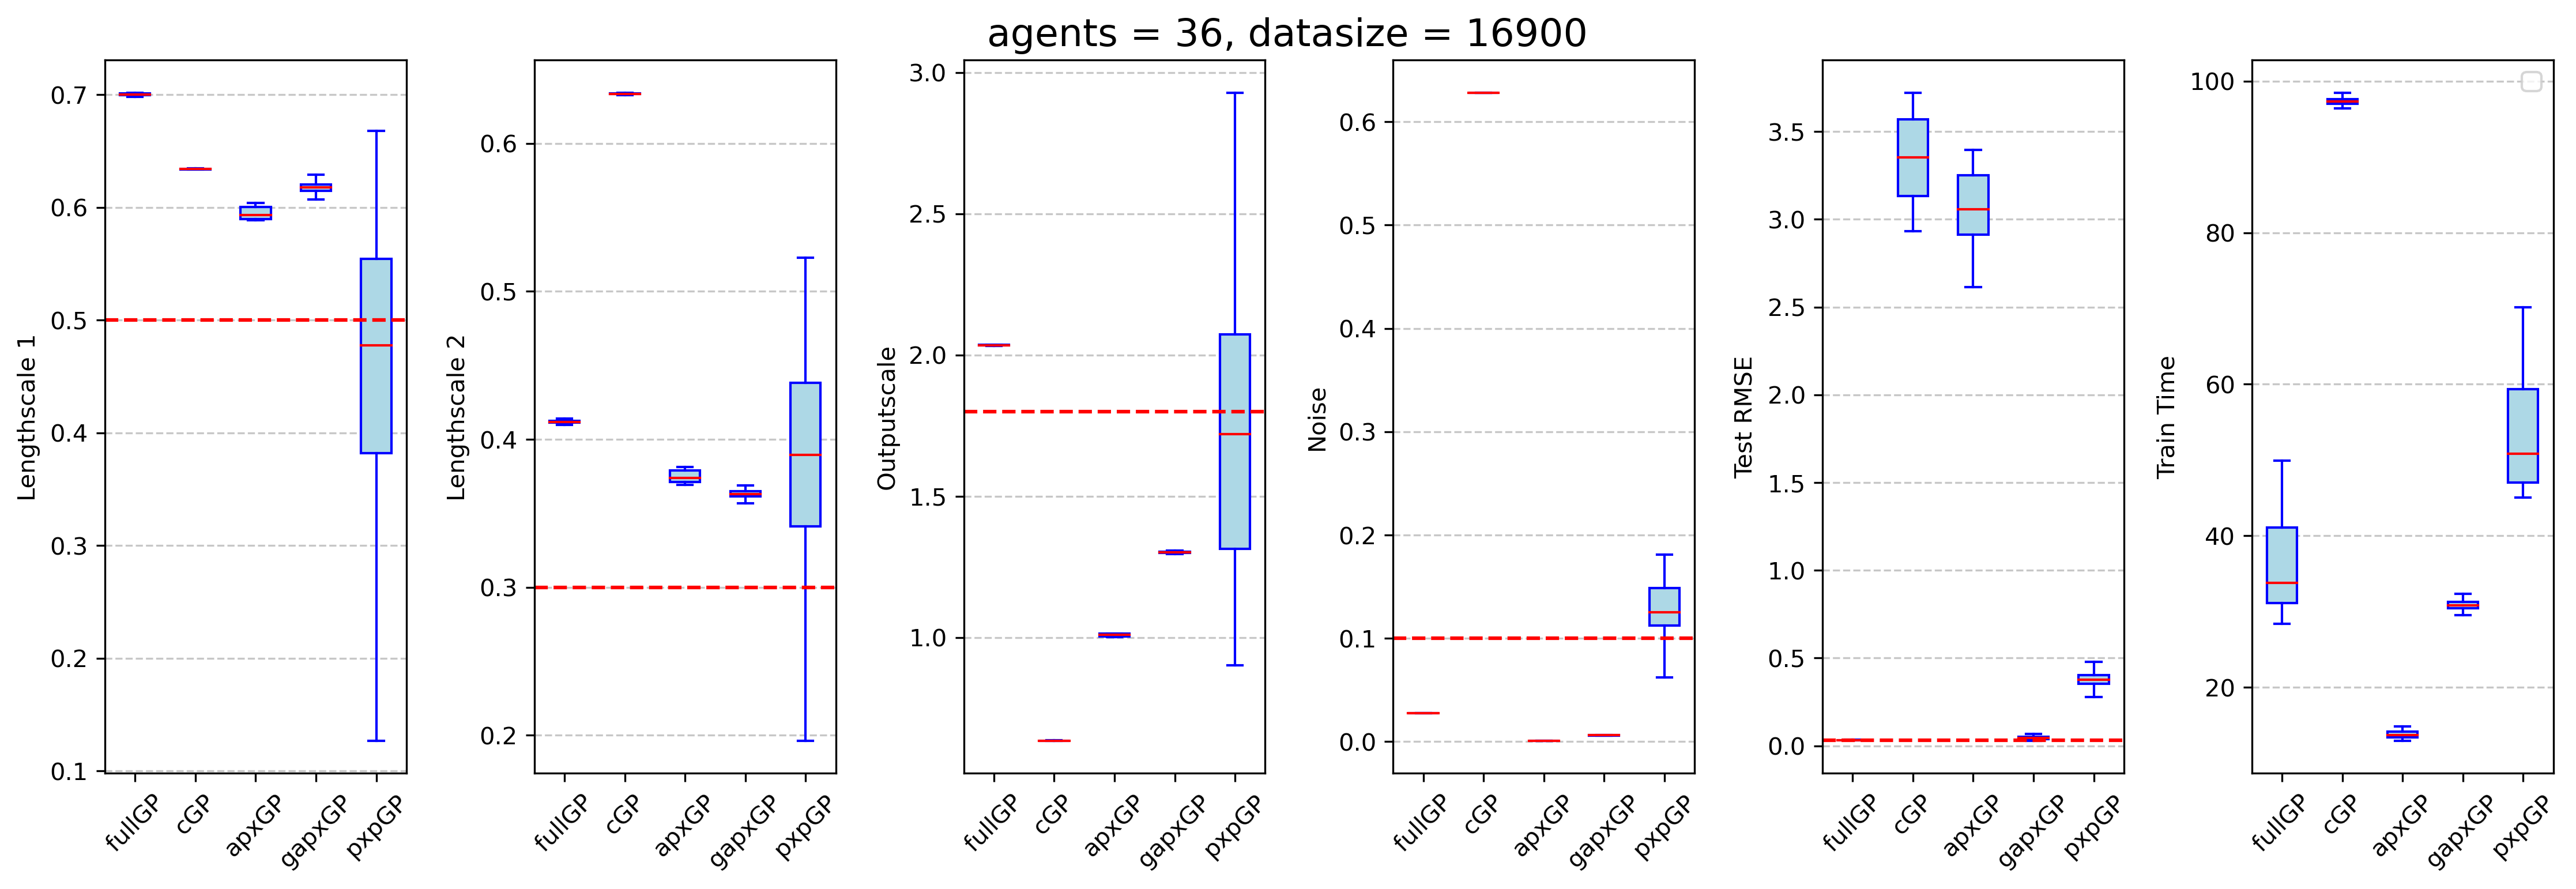 agents = 36, datasize = 16900
Lengthscale 1
0.7
0.6
0.5
0.4
0.3
0.2
0.1
fullGP
cGP
apxGP
gapxGP
pxpGP
Lengthscale 2
0.6
0.5
0.4
0.3
0.2
fullGP
cGP
apxGP
gapxGP
pxpGP
Outputscale
3.0
2.5
2.0
1.5
1.0
fullGP
cGP
apxGP
gapxGP
pxpGP
Noise
0.6
0.5
0.4
0.3
0.2
0.1
0.0
fullGP
cGP
apxGP
gapxGP
pxpGP
Test RMSE
3.5
3.0
2.5
2.0
1.5
1.0
0.5
0.0
fullGP
cGP
apxGP
gapxGP
pxpGP
Train Time
100
80
60
40
20
fullGP
cGP
apxGP
gapxGP
pxpGP